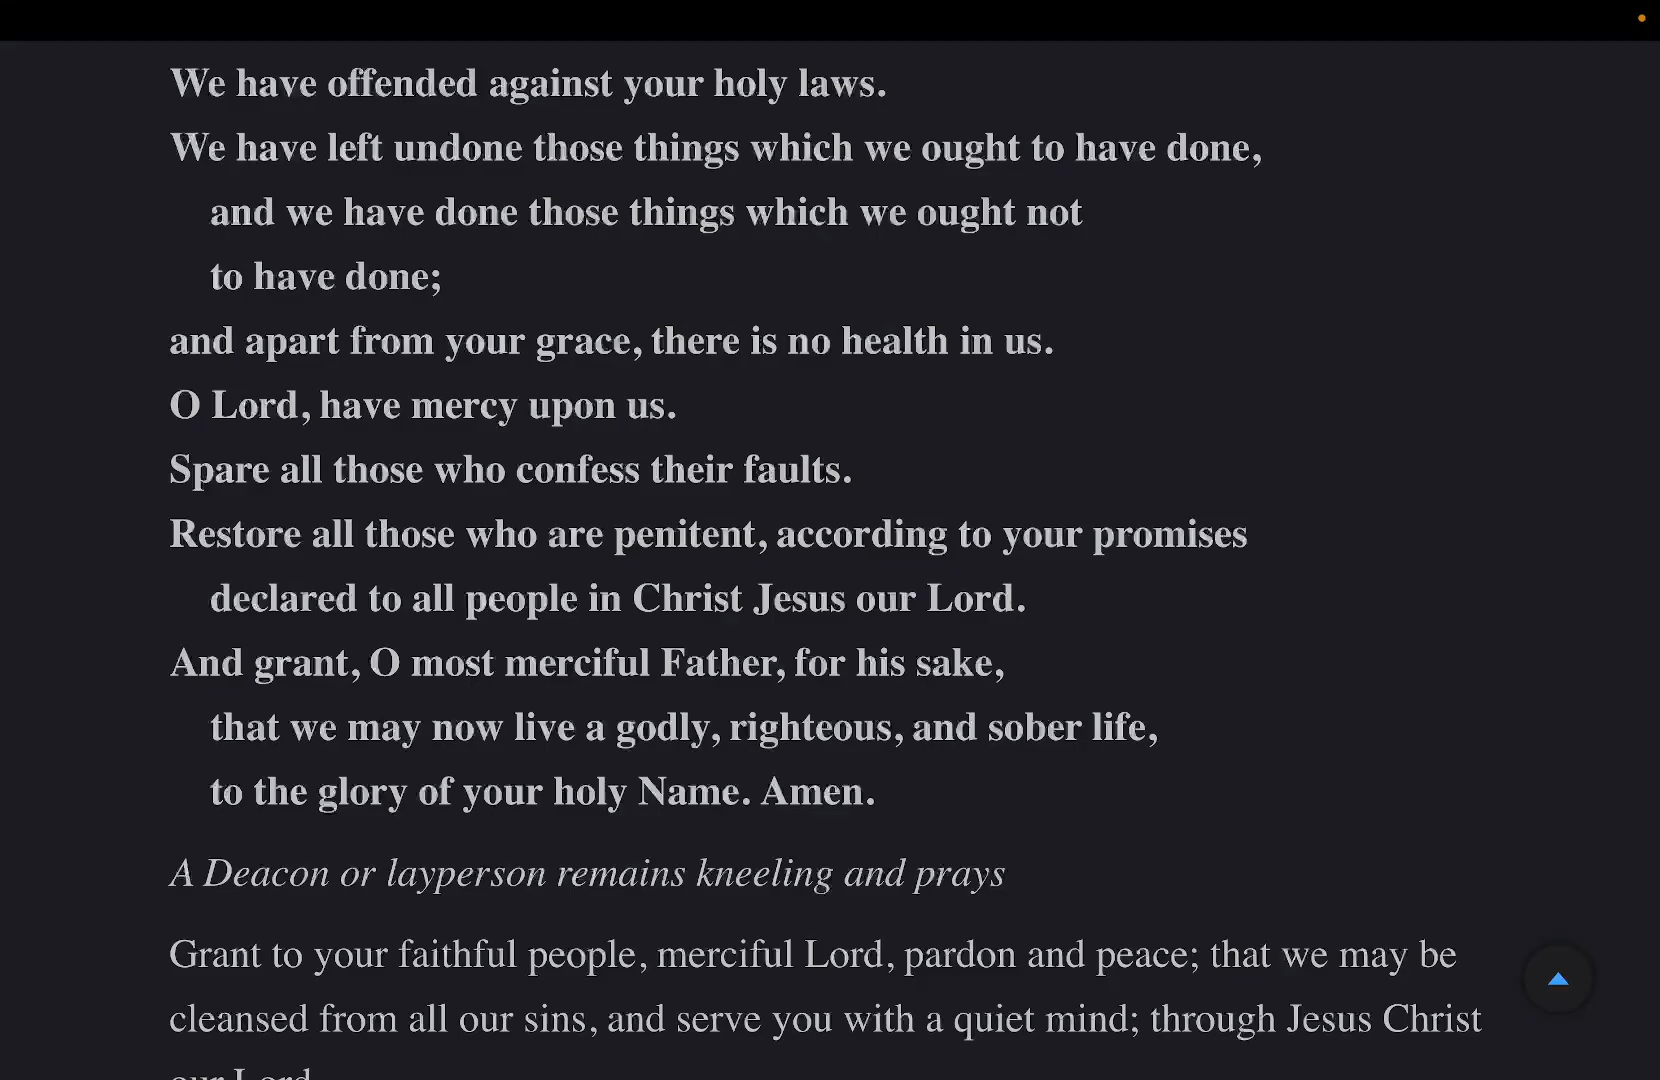 We have offended against your holy laws.
We have left undone those things which we ought to have done,
and we have done those things which we ought not
to have done;
and apart from your grace, there is no health in us.
O Lord, have mercy upon us.
Spare all those who confess their faults.
Restore all those who are penitent, according to your promises
declared to all people in Christ Jesus our Lord.
And grant, O most merciful Father, for his sake,
that we may now live a godly, righteous, and sober life,
to the glory of your holy Name. Amen.
A Deacon or layperson remains kneeling and prays
Grant to your faithful people, merciful Lord, pardon and peace; that we may be
cleansed from all our sins, and serve you with a quiet mind; through Jesus Christ
our Lord